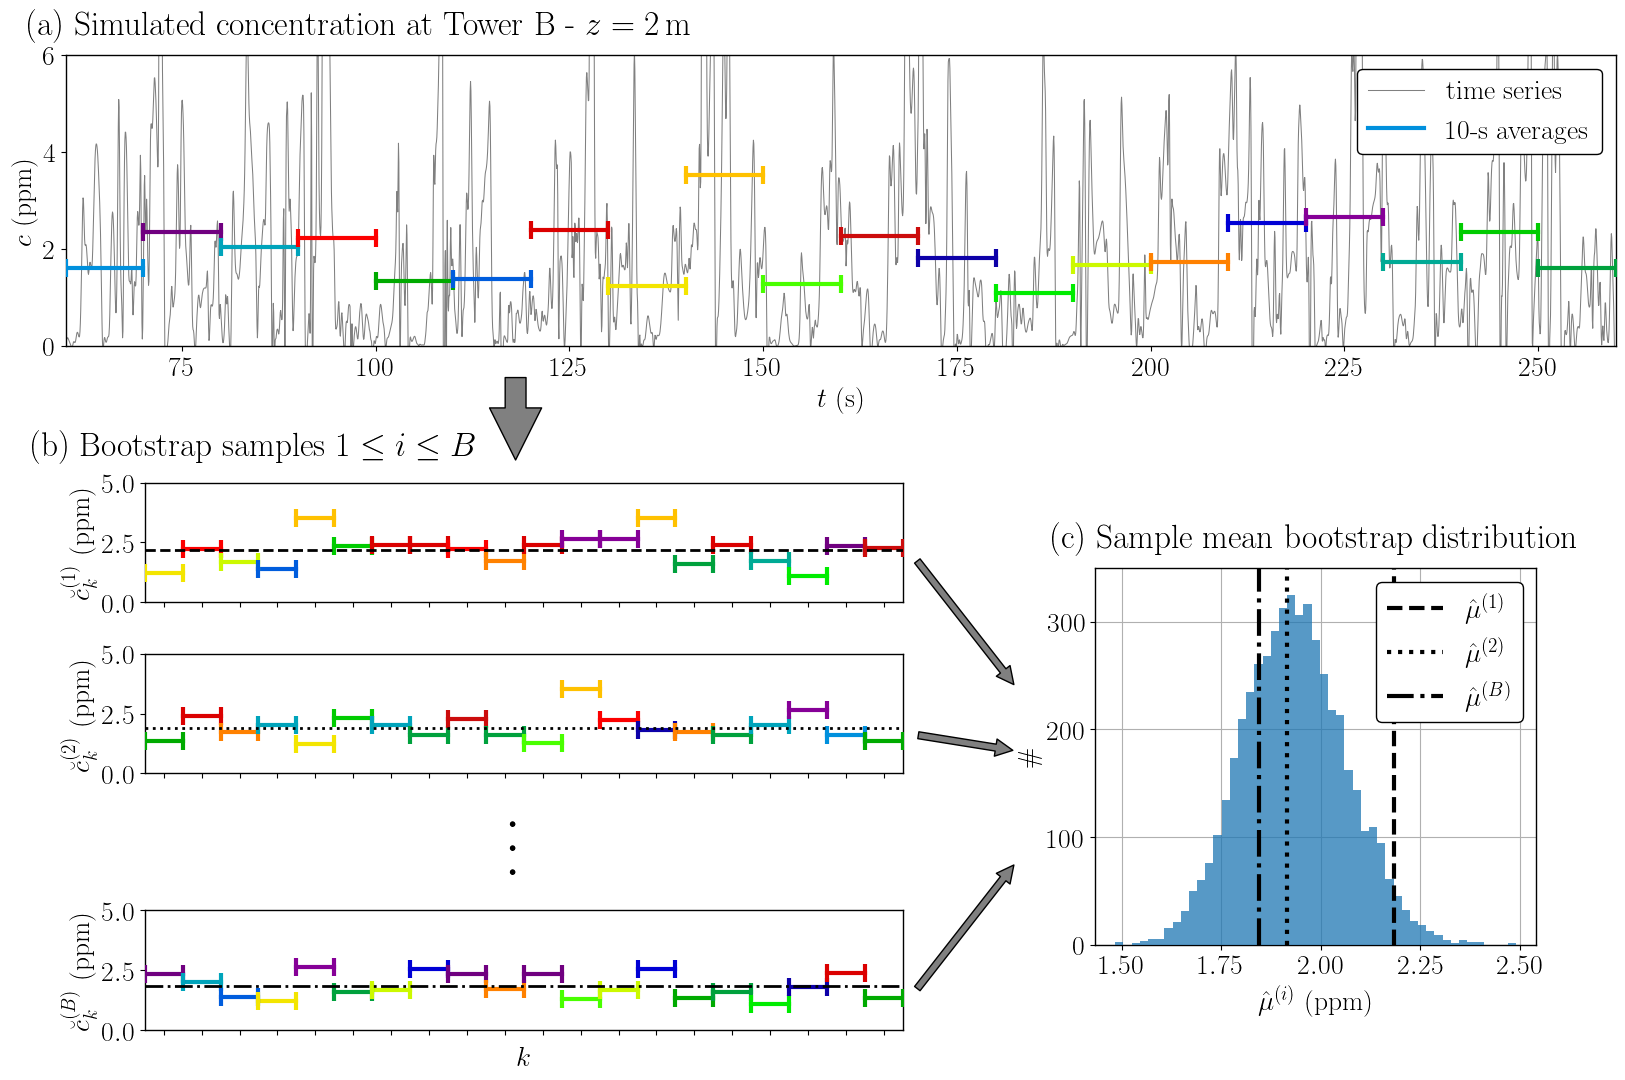 (a) Simulated concentration at Tower B - z = 2 m
c (ppm)
6
4
2
0
time series
10-s averages
75 100 125 150 175 200 225 250
t (s)
(b) Bootstrap samples 1 ≤ i ≤ B
c̆ₖ⁽¹⁾ (ppm)
5.0
2.5
0.0
c̆ₖ⁽²⁾ (ppm)
5.0
2.5
0.0
c̆ₖ⁽ᴮ⁾ (ppm)
5.0
2.5
0.0
k
(c) Sample mean bootstrap distribution
#
300
200
100
0
μ̂⁽¹⁾
μ̂⁽²⁾
μ̂⁽ᴮ⁾
1.50 1.75 2.00 2.25 2.50
μ̂⁽ⁱ⁾ (ppm)